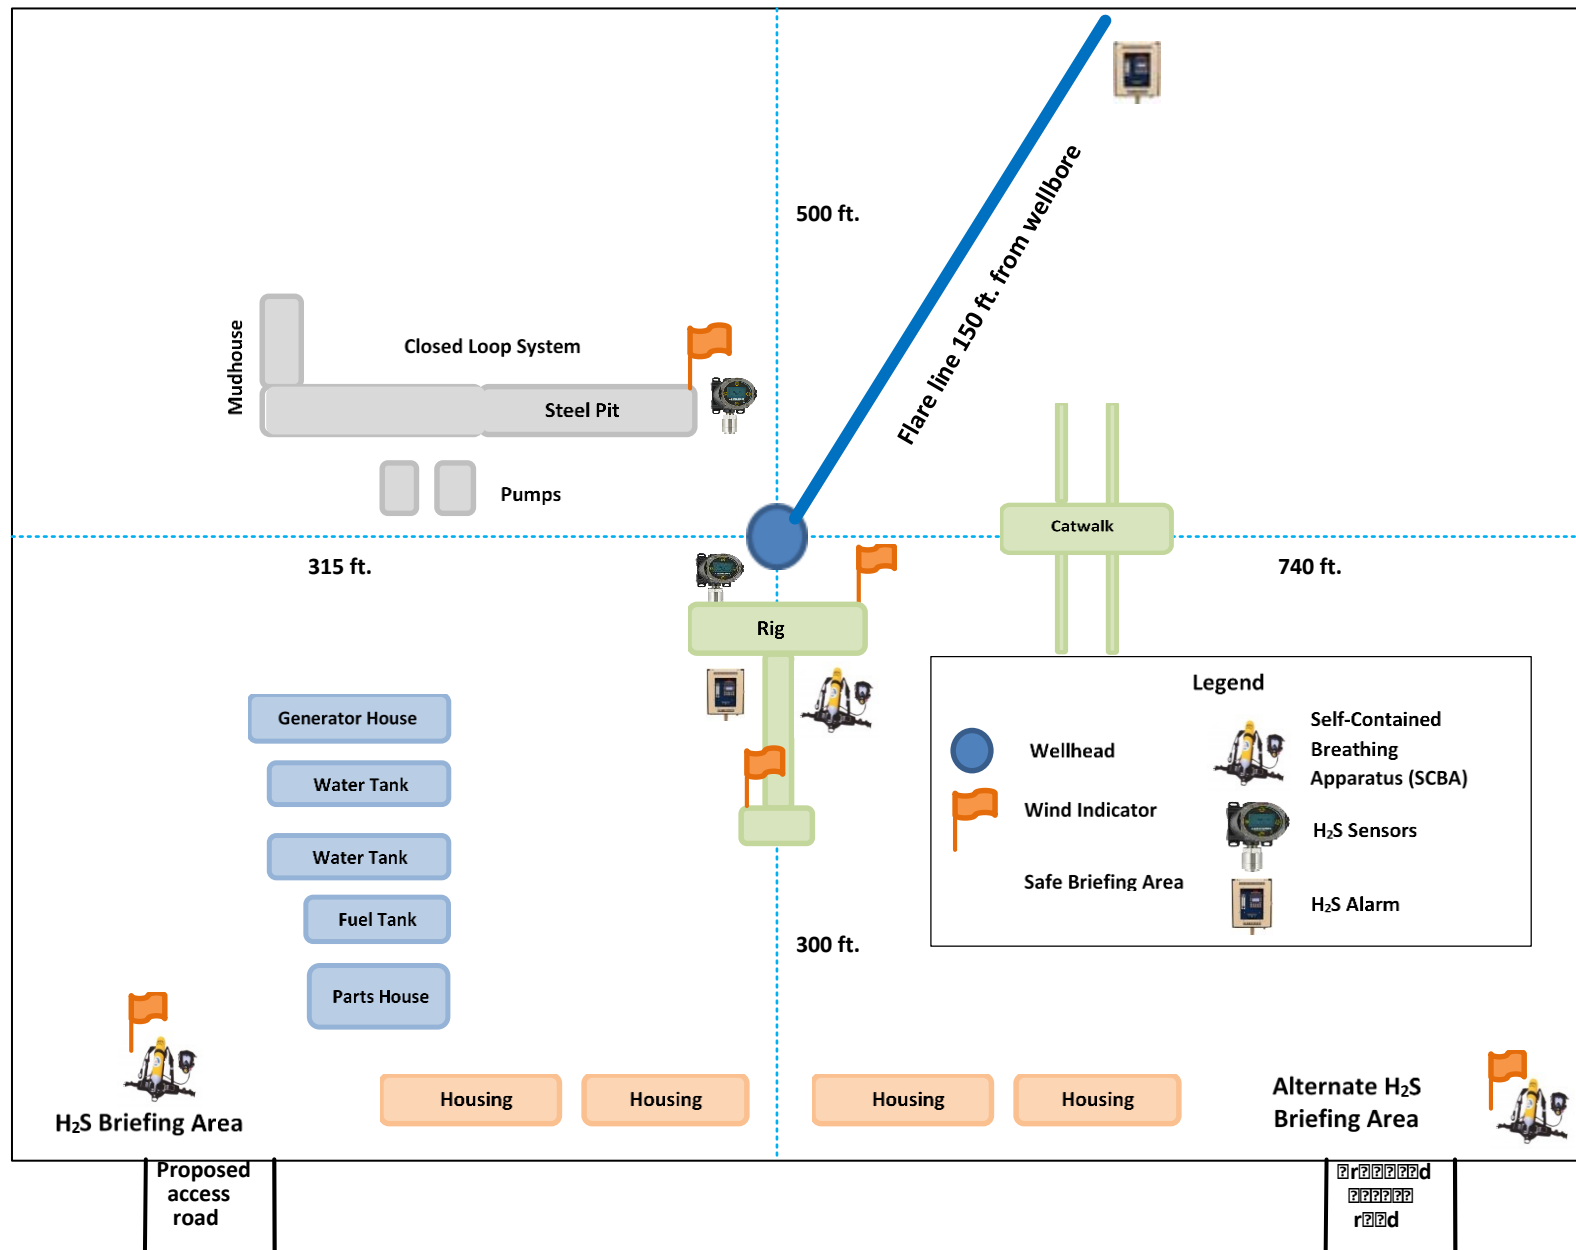 500 ft.
Flare line 150 ft. from wellbore
Mudhouse
Closed Loop System
Steel Pit
Pumps
Catwalk
315 ft.
740 ft.
Rig
Legend
Wellhead
Self-Contained
Breathing
Apparatus (SCBA)
Wind Indicator
H₂S Sensors
Safe Briefing Area
H₂S Alarm
Generator House
Water Tank
Water Tank
Fuel Tank
Parts House
300 ft.
Housing
Housing
Housing
Housing
H₂S Briefing Area
Alternate H₂S
Briefing Area
Proposed
access
road